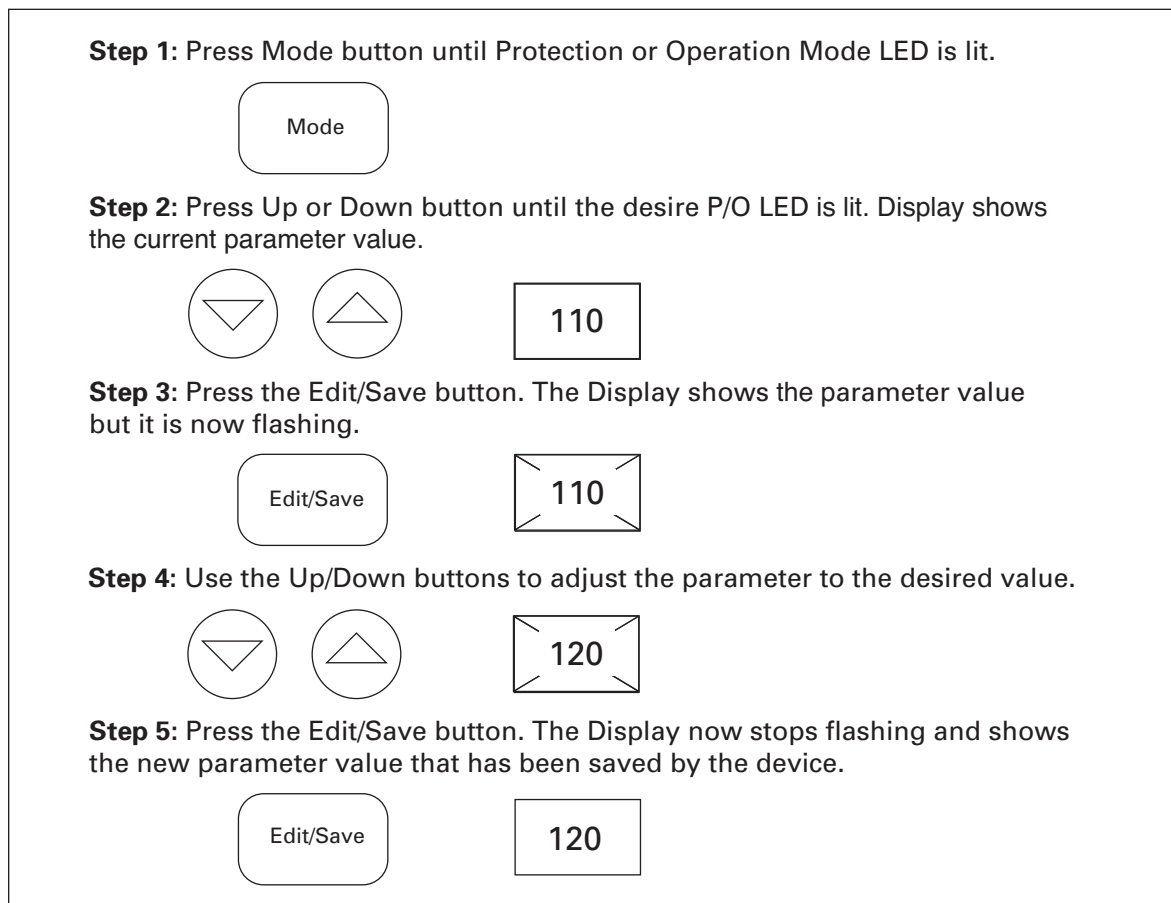 Step 1: Press Mode button until Protection or Operation Mode LED is lit.
Mode
Step 2: Press Up or Down button until the desire P/O LED is lit. Display shows
the current parameter value.
110
Step 3: Press the Edit/Save button. The Display shows the parameter value
but it is now flashing.
Edit/Save
110
Step 4: Use the Up/Down buttons to adjust the parameter to the desired value.
120
Step 5: Press the Edit/Save button. The Display now stops flashing and shows
the new parameter value that has been saved by the device.
Edit/Save
120